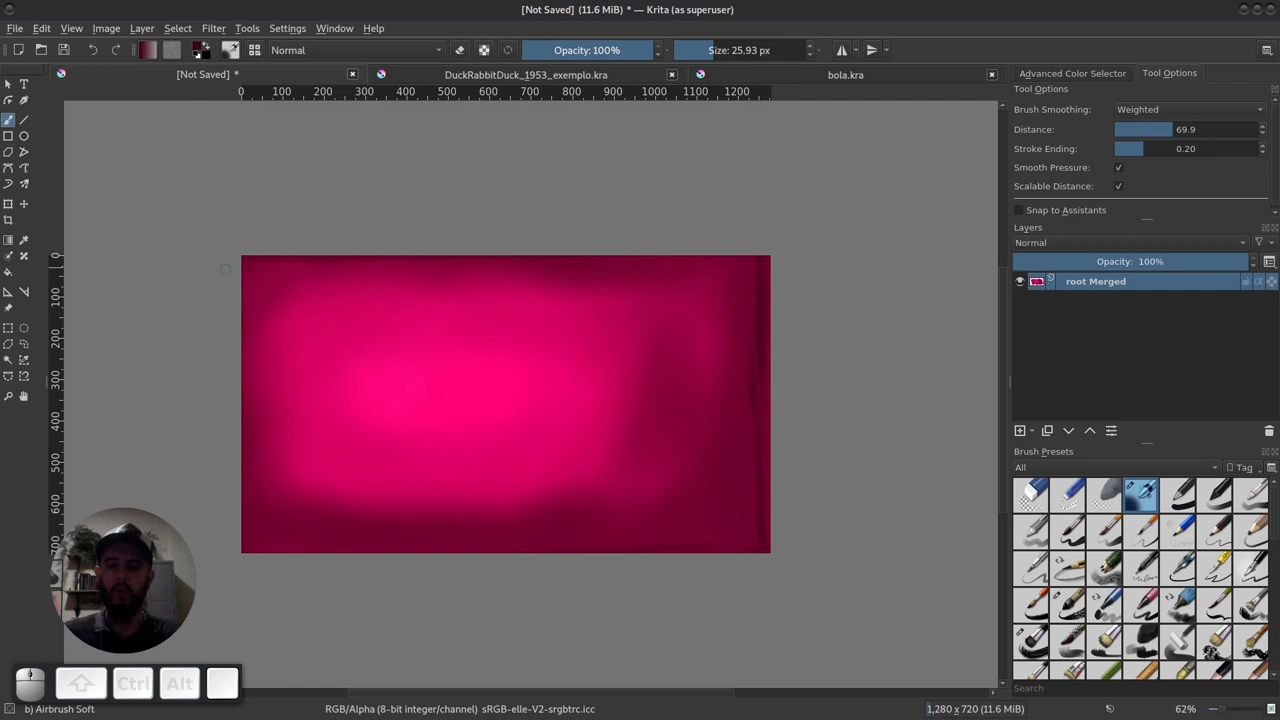 [Not Saved] (11.6 MiB) * — Krita (as superuser)
File Edit View Image Layer Select Filter Tools Settings Window Help
Normal
Opacity: 100%
Size: 25.93 px
[Not Saved] *
DuckRabbitDuck_1953_exemplo.kra
bola.kra
Advanced Color Selector
Tool Options
0 100 200 300 400 500 600 700 800 900 1000 1100 1200
0
100
200
300
400
500
600
700
Tool Options
Brush Smoothing: Weighted
Distance: 69.9
Stroke Ending: 0.20
Smooth Pressure:
Scalable Distance:
Snap to Assistants
Layers
Normal
Opacity: 100%
root Merged
Brush Presets
All
Tag
Search
Ctrl
Alt
b) Airbrush Soft
RGB/Alpha (8-bit integer/channel) sRGB-elle-V2-srgbtrc.icc
1,280 x 720 (11.6 MiB)
62%